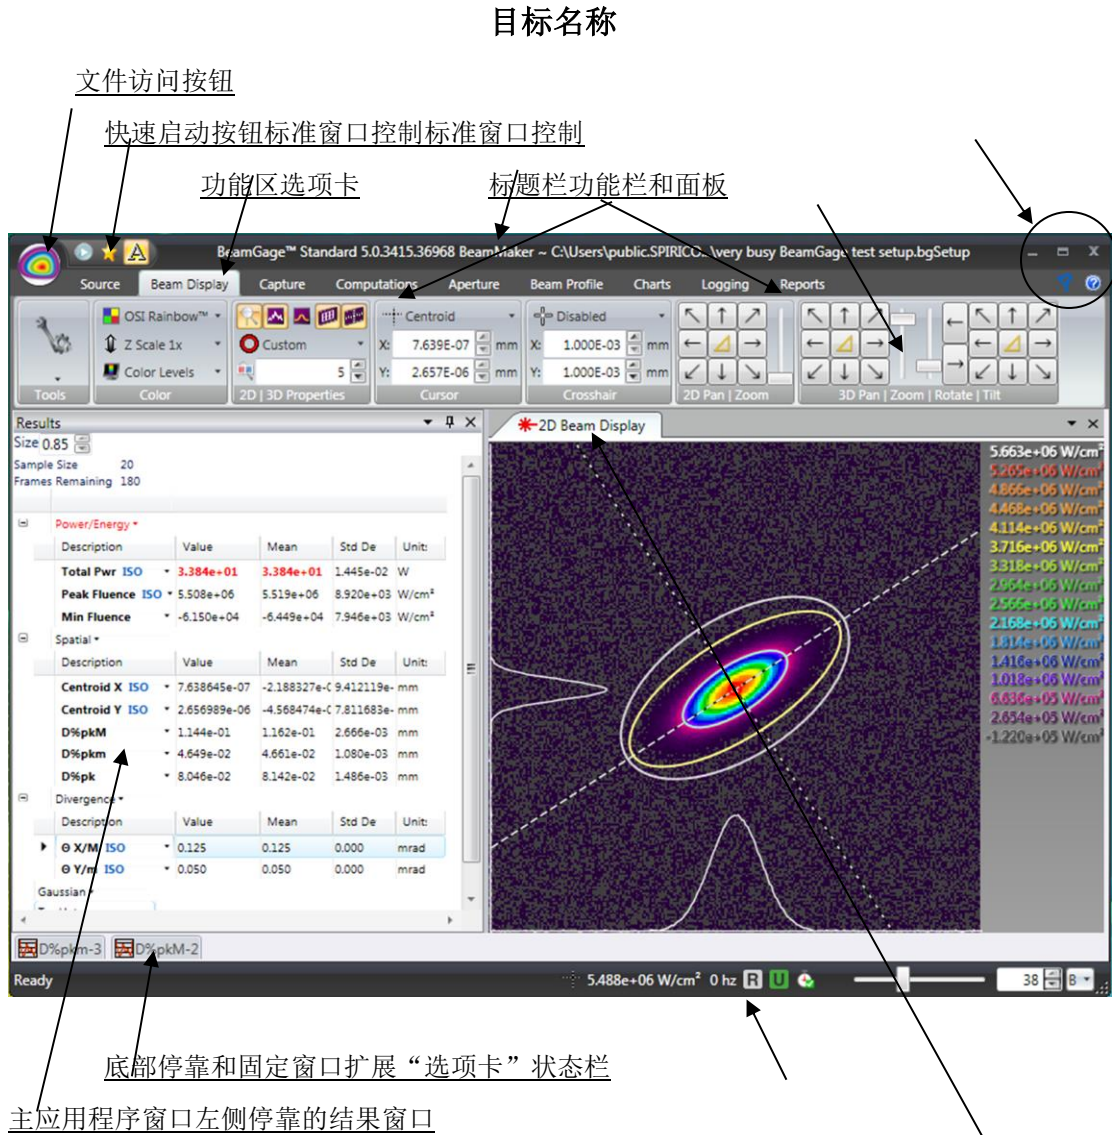 目标名称
文件访问按钮
快速启动按钮标准窗口控制标准窗口控制
功能区选项卡 标题栏功能栏和面板
BeamGage™ Standard 5.0.3415.36968 BeamMaker ~ C:\Users\public.SPIRICO...\very busy BeamGage test setup.bgSetup
Source Beam Display Capture Computations Aperture Beam Profile Charts Logging Reports
OSI Rainbow™ Centroid Disabled
Z Scale 1x Custom X: 7.639E-07 mm X: 1.000E-03 mm
Color Levels 5 Y: 2.657E-06 mm Y: 1.000E-03 mm
Tools Color 2D | 3D Properties Cursor Crosshair 2D Pan | Zoom 3D Pan | Zoom | Rotate | Tilt
Results
Size 0.85
Sample Size 20
Frames Remaining 180
Power/Energy
Description Value Mean Std De Unit:
Total Pwr ISO 3.384e+01 3.384e+01 1.445e-02 W
Peak Fluence ISO 5.508e+06 5.519e+06 8.920e+03 W/cm²
Min Fluence -6.150e+04 -6.449e+04 7.946e+03 W/cm²
Spatial
Description Value Mean Std De Unit:
Centroid X ISO 7.638645e-07 -2.188327e-0 9.412119e- mm
Centroid Y ISO 2.656989e-06 -4.568474e-0 7.811683e- mm
D%pkM 1.144e-01 1.162e-01 2.666e-03 mm
D%pkm 4.649e-02 4.661e-02 1.080e-03 mm
D%pk 8.046e-02 8.142e-02 1.486e-03 mm
Divergence
Description Value Mean Std De Unit:
Θ X/M ISO 0.125 0.125 0.000 mrad
Θ Y/m ISO 0.050 0.050 0.000 mrad
Gaussian
2D Beam Display
5.663e+06 W/cm²
5.265e+06 W/cm²
4.866e+06 W/cm²
4.468e+06 W/cm²
4.114e+06 W/cm²
3.716e+06 W/cm²
3.318e+06 W/cm²
2.964e+06 W/cm²
2.566e+06 W/cm²
2.168e+06 W/cm²
1.814e+06 W/cm²
1.416e+06 W/cm²
1.018e+06 W/cm²
6.636e+05 W/cm²
2.654e+05 W/cm²
-1.220e+05 W/cm²
D%pkm-3 D%pkM-2
Ready 5.488e+06 W/cm² 0 hz R U 38 B
底部停靠和固定窗口扩展“选项卡”状态栏
主应用程序窗口左侧停靠的结果窗口